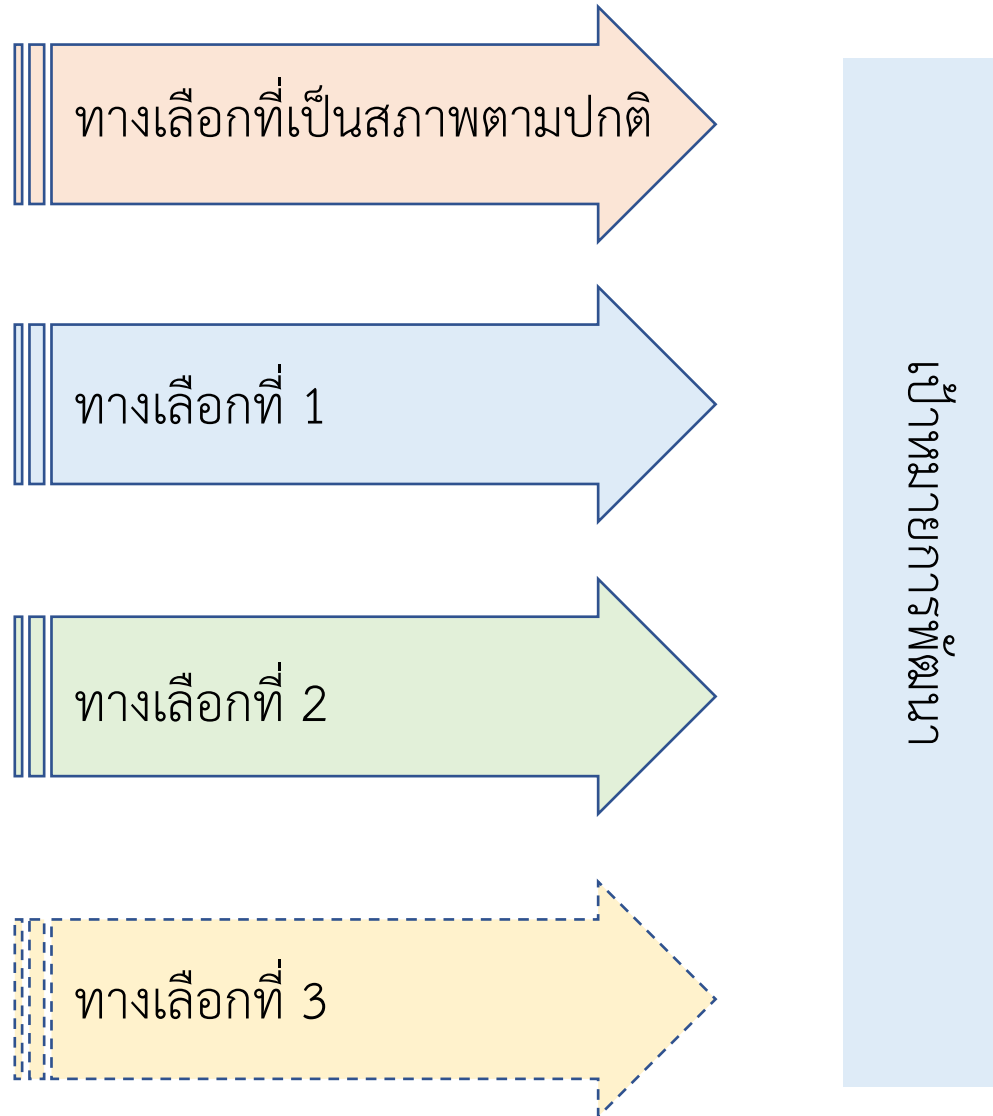 ทางเลือกที่เป็นสภาพตามปกติ
ทางเลือกที่ 1
ทางเลือกที่ 2
ทางเลือกที่ 3
เป้าหมายการพัฒนา